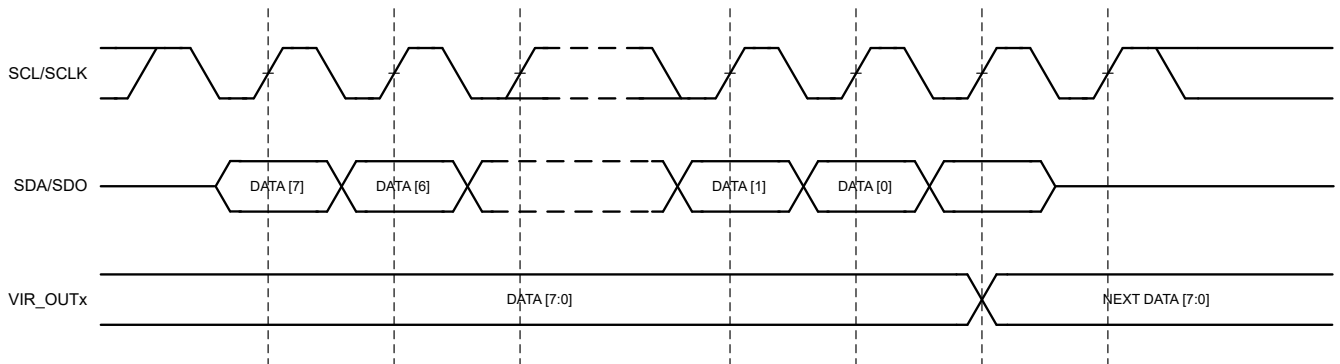 SCL/SCLK
SDA/SDO DATA [7] DATA [6] DATA [1] DATA [0]
VIR_OUTx DATA [7:0] NEXT DATA [7:0]